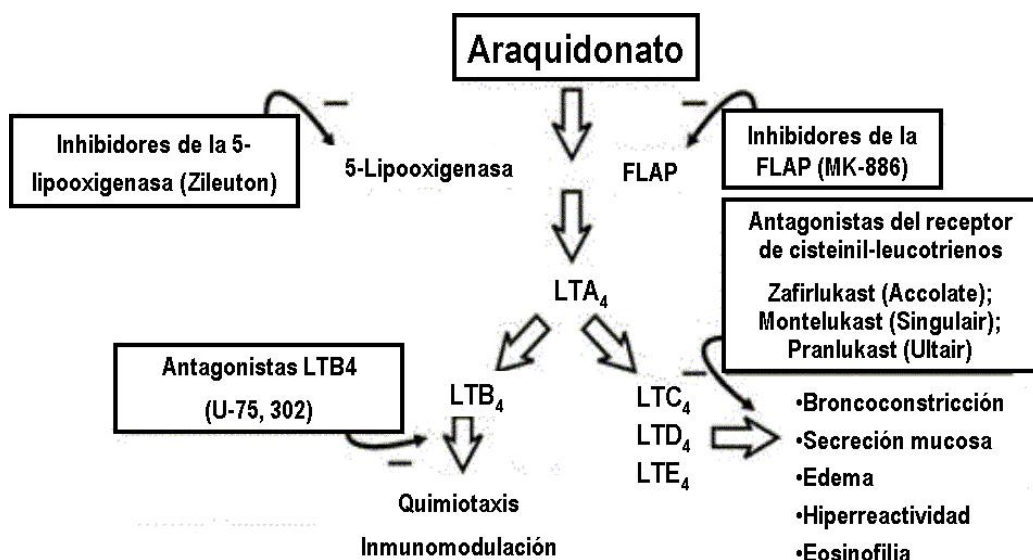 Araquidonato
Inhibidores de la 5-
lipooxigenasa (Zileuton)
5-Lipooxigenasa
FLAP
Inhibidores de la
FLAP (MK-886)
Antagonistas del receptor
de cisteinil-leucotrienos
Zafirlukast (Accolate);
Montelukast (Singulair);
Pranlukast (Ultair)
LTA4
Antagonistas LTB4
(U-75, 302)
LTB4
LTC4
LTD4
LTE4
•Broncoconstricción
•Secreción mucosa
•Edema
•Hiperreactividad
•Eosinofilia
Quimiotaxis
Inmunomodulación